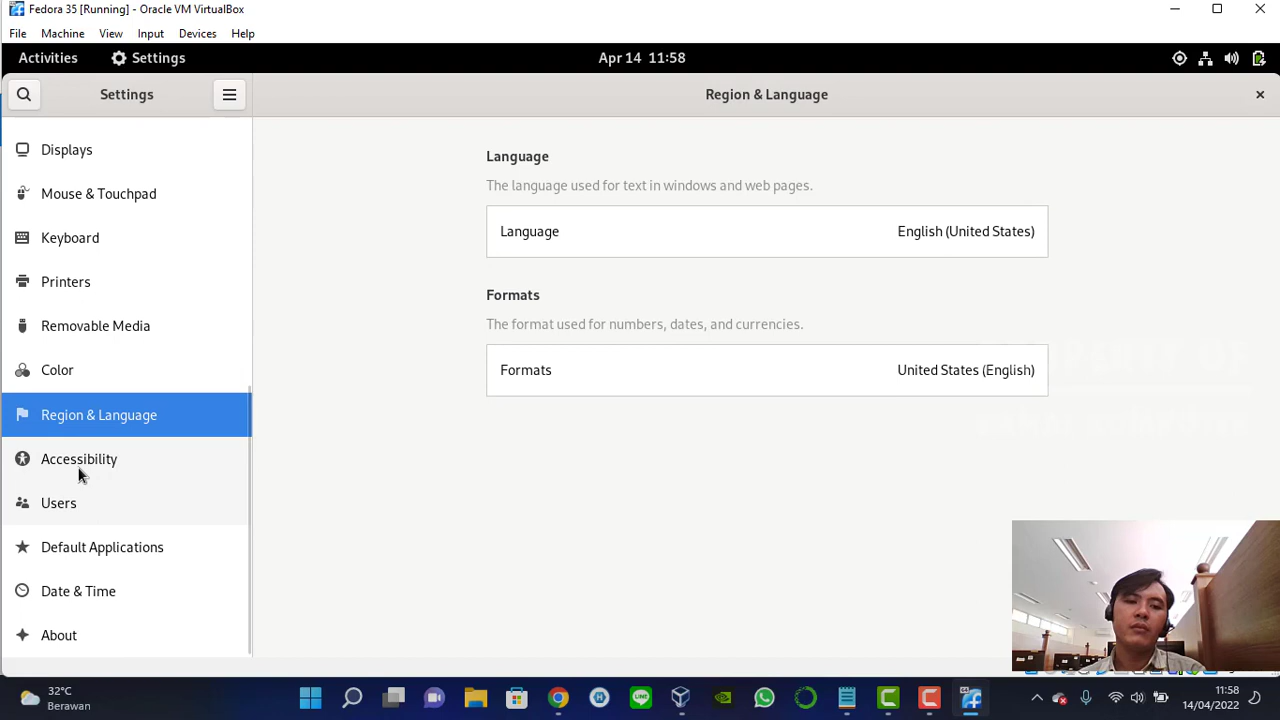 Fedora 35 [Running] - Oracle VM VirtualBox
File Machine View Input Devices Help
Activities Settings Apr 14 11:58
Settings Region & Language
Displays
Mouse & Touchpad
Keyboard
Printers
Removable Media
Color
Region & Language
Accessibility
Users
Default Applications
Date & Time
About
Language
The language used for text in windows and web pages.
Language English (United States)
Formats
The format used for numbers, dates, and currencies.
Formats United States (English)
32°C
Berawan
11:58
14/04/2022